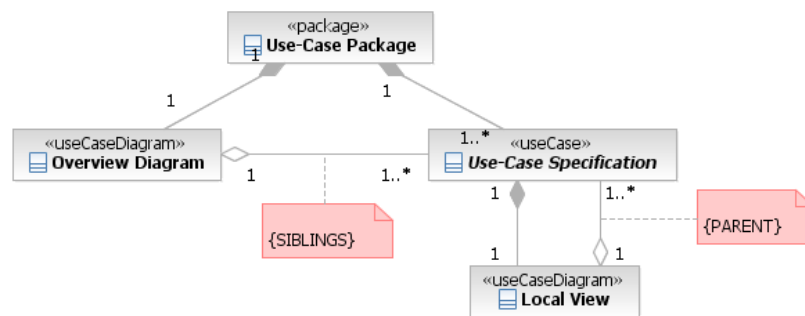 «package»
Use-Case Package
1
1
1
1..*
«useCaseDiagram»
Overview Diagram
«useCase»
Use-Case Specification
1
1..*
{SIBLINGS}
1
1..*
{PARENT}
1
1
«useCaseDiagram»
Local View